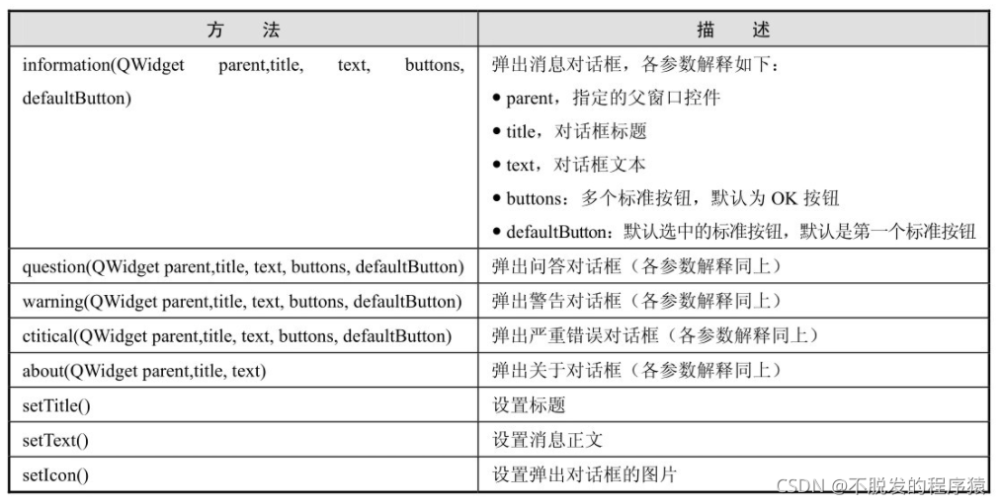 方 法 描 述
information(QWidget parent,title, text, buttons, defaultButton)
弹出消息对话框，各参数解释如下：
● parent，指定的父窗口控件
● title，对话框标题
● text，对话框文本
● buttons：多个标准按钮，默认为 OK 按钮
● defaultButton：默认选中的标准按钮，默认是第一个标准按钮
question(QWidget parent,title, text, buttons, defaultButton) 弹出问答对话框（各参数解释同上）
warning(QWidget parent,title, text, buttons, defaultButton) 弹出警告对话框（各参数解释同上）
ctitical(QWidget parent,title, text, buttons, defaultButton) 弹出严重错误对话框（各参数解释同上）
about(QWidget parent,title, text) 弹出关于对话框（各参数解释同上）
setTitle() 设置标题
setText() 设置消息正文
setIcon() 设置弹出对话框的图片
CSDN @不脱发的程序猿